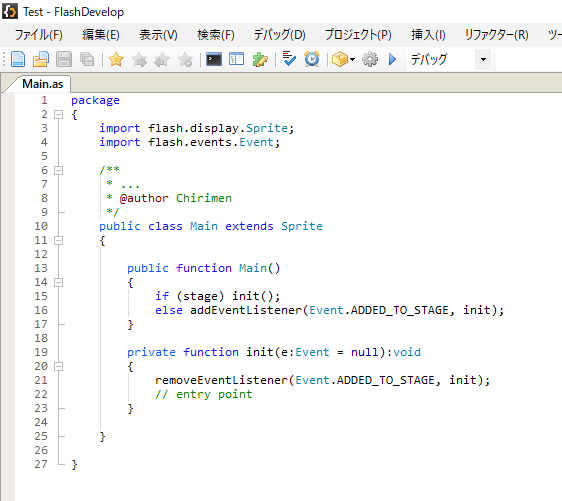 Test - FlashDevelop
ファイル(F) 編集(E) 表示(V) 検索(F) デバッグ(D) プロジェクト(P) 挿入(I) リファクター(R) ツー
デバッグ
Main.as
1 package
2 {
3 import flash.display.Sprite;
4 import flash.events.Event;
5
6 /**
7 * ...
8 * @author Chirimen
9 */
10 public class Main extends Sprite
11 {
12
13 public function Main()
14 {
15 if (stage) init();
16 else addEventListener(Event.ADDED_TO_STAGE, init);
17 }
18
19 private function init(e:Event = null):void
20 {
21 removeEventListener(Event.ADDED_TO_STAGE, init);
22 // entry point
23 }
24
25 }
26
27 }